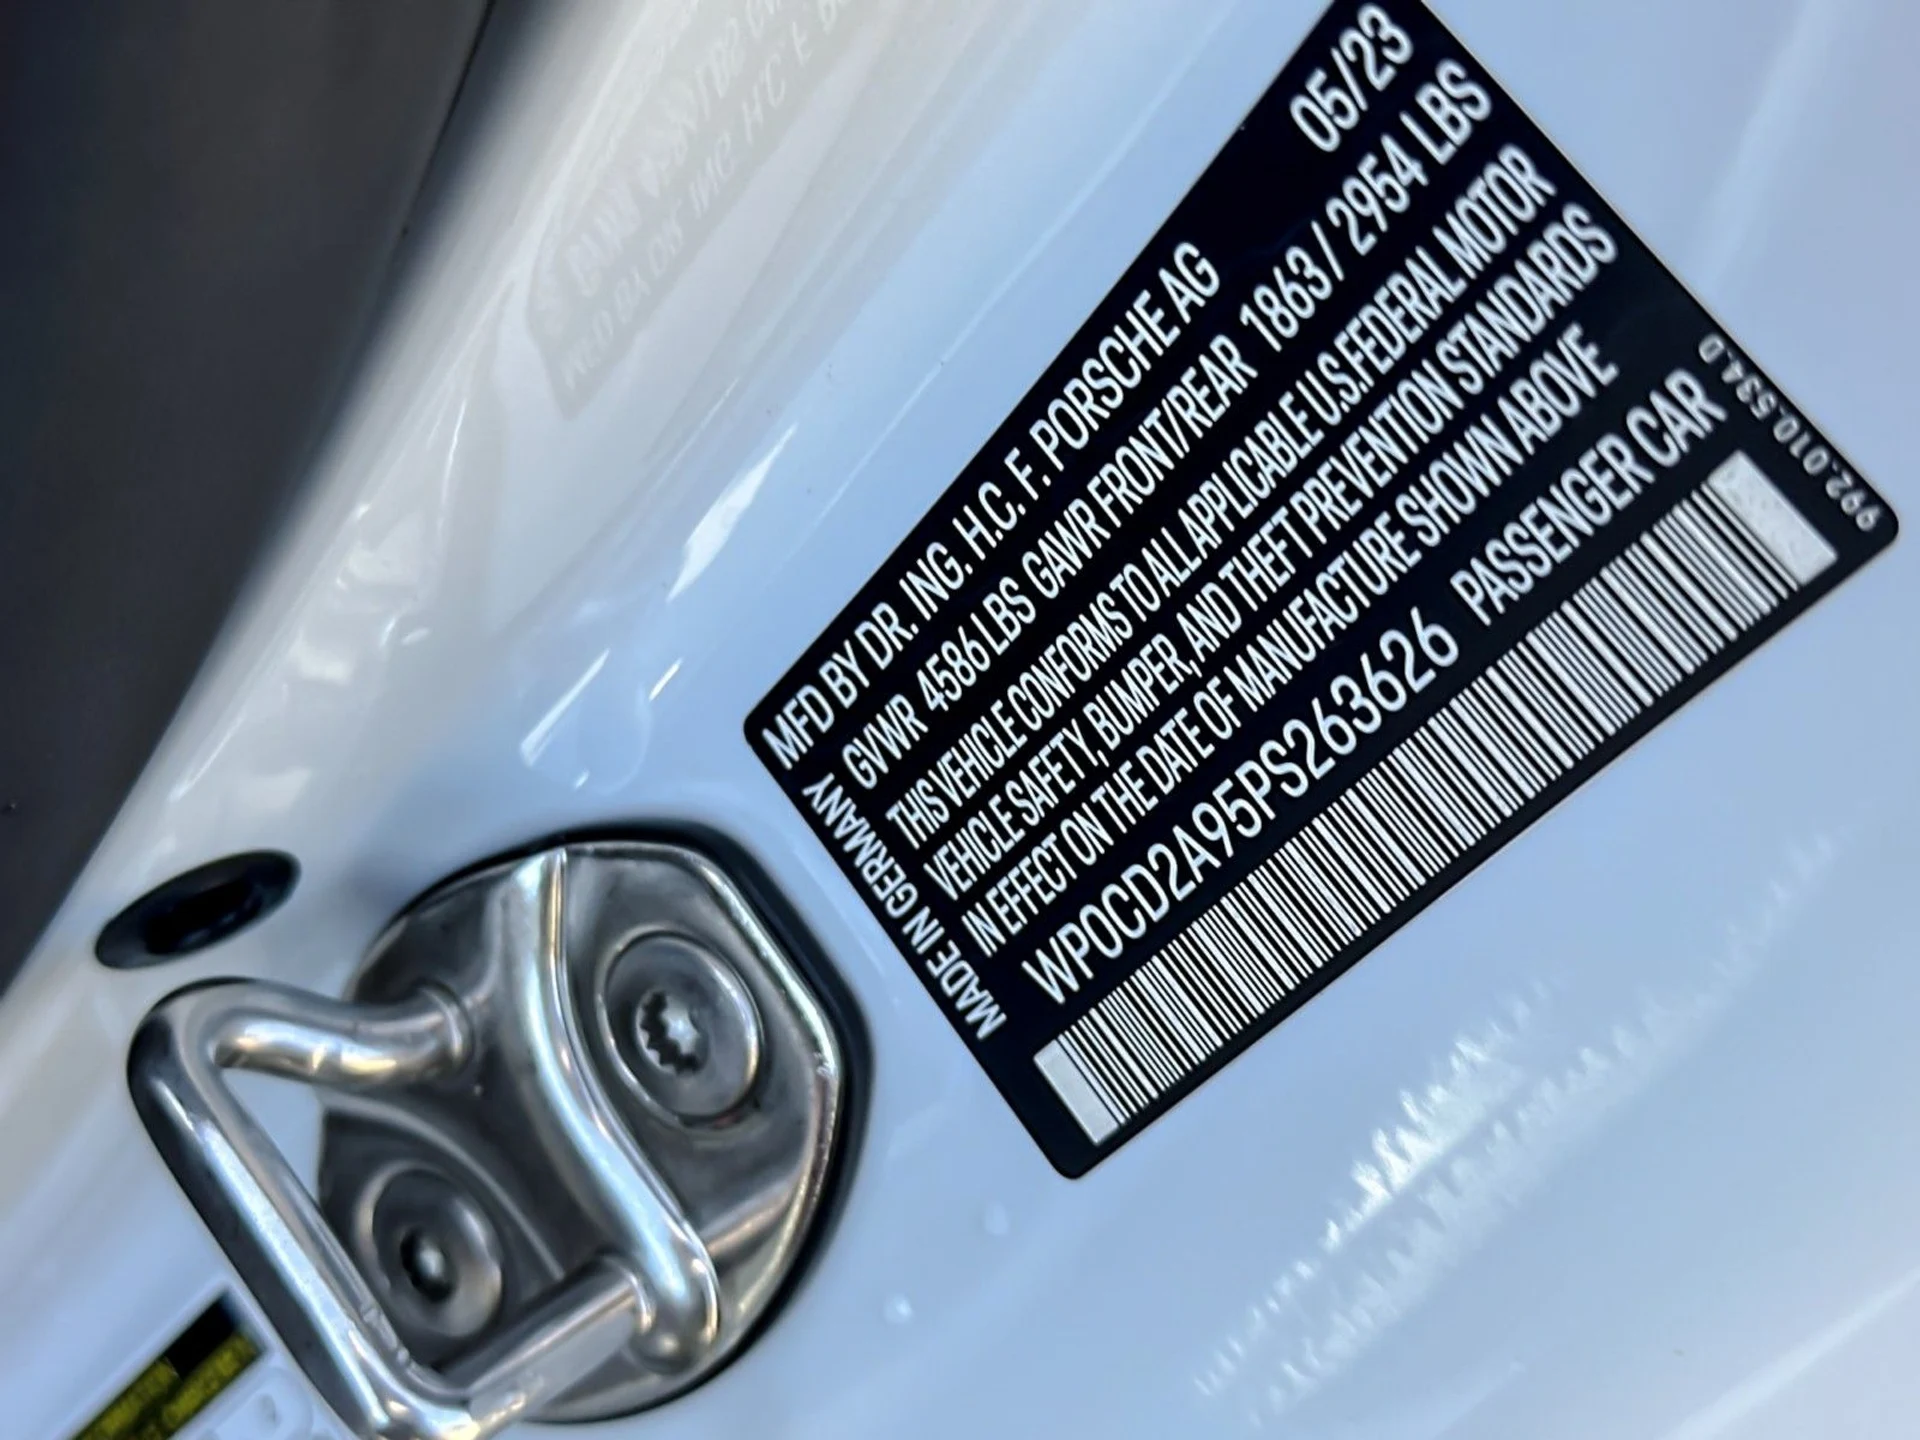 MFD BY DR. ING. H.C. F. PORSCHE AG 05/23
GVWR 4586 LBS GAWR FRONT/REAR 1863 / 2954 LBS
THIS VEHICLE CONFORMS TO ALL APPLICABLE U.S.FEDERAL MOTOR
VEHICLE SAFETY, BUMPER, AND THEFT PREVENTION STANDARDS
IN EFFECT ON THE DATE OF MANUFACTURE SHOWN ABOVE
WP0CD2A95PS263626 PASSENGER CAR
MADE IN GERMANY
992.010.534.D